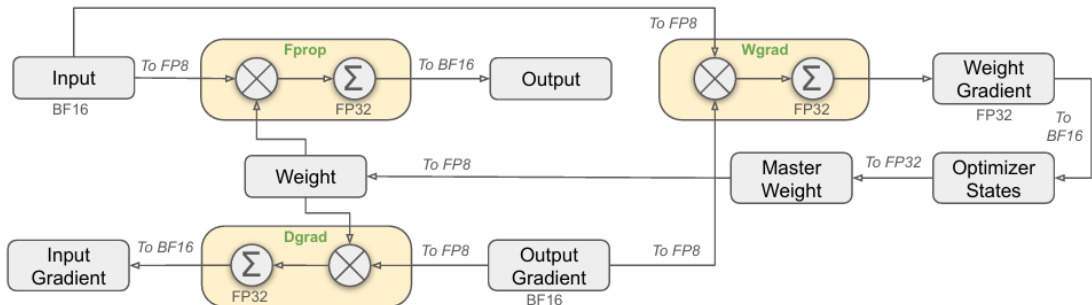 To FP8
Fprop
Wgrad
Input
To FP8
Σ
To BF16
Output
Σ
Weight
Gradient
BF16
FP32
FP32
FP32
To
BF16
Weight
To FP8
Master
Weight
To FP32
Optimizer
States
Dgrad
Input
Gradient
To BF16
Σ
FP32
To FP8
Output
Gradient
BF16
To FP8